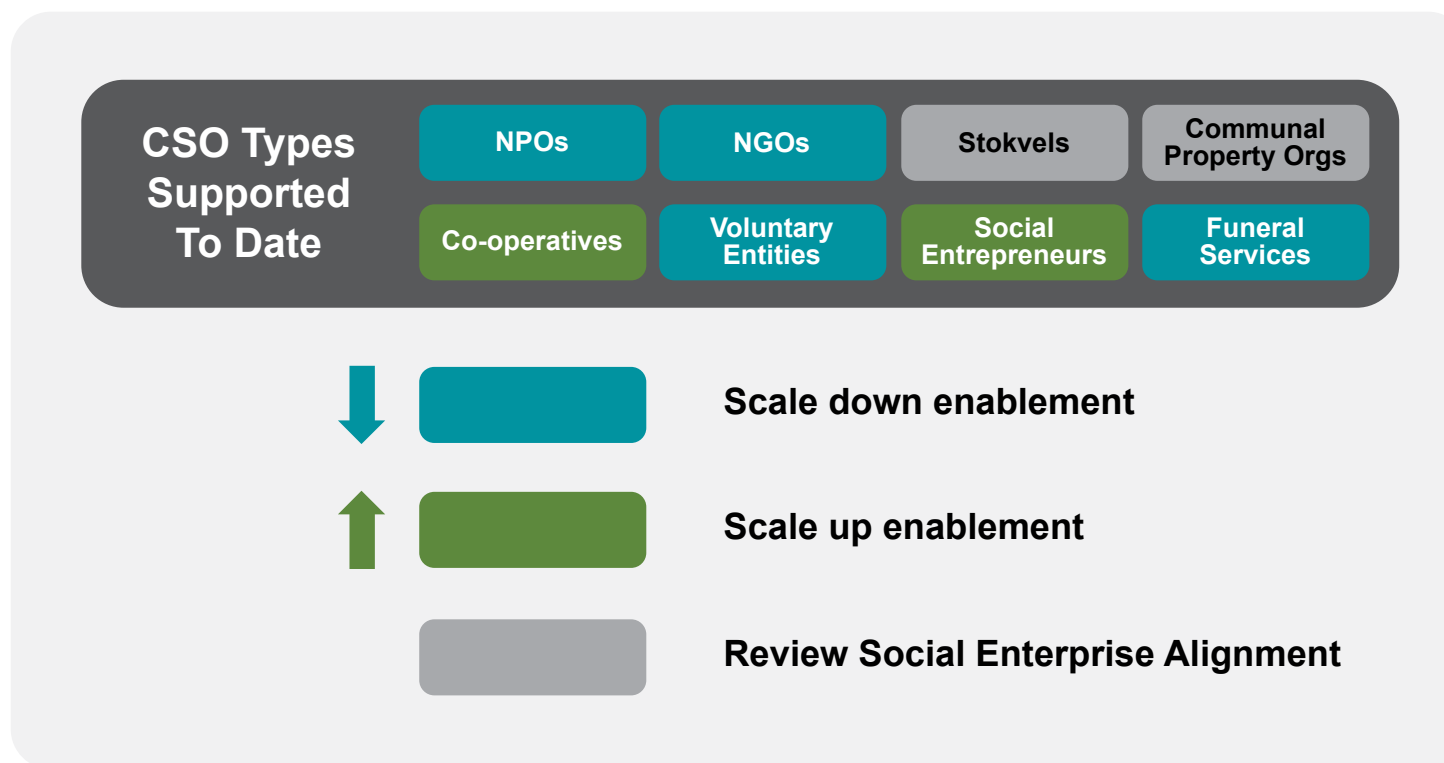 CSO Types
Supported
To Date
NPOs
NGOs
Stokvels
Communal
Property Orgs
Co-operatives
Voluntary
Entities
Social
Entrepreneurs
Funeral
Services
Scale down enablement
Scale up enablement
Review Social Enterprise Alignment